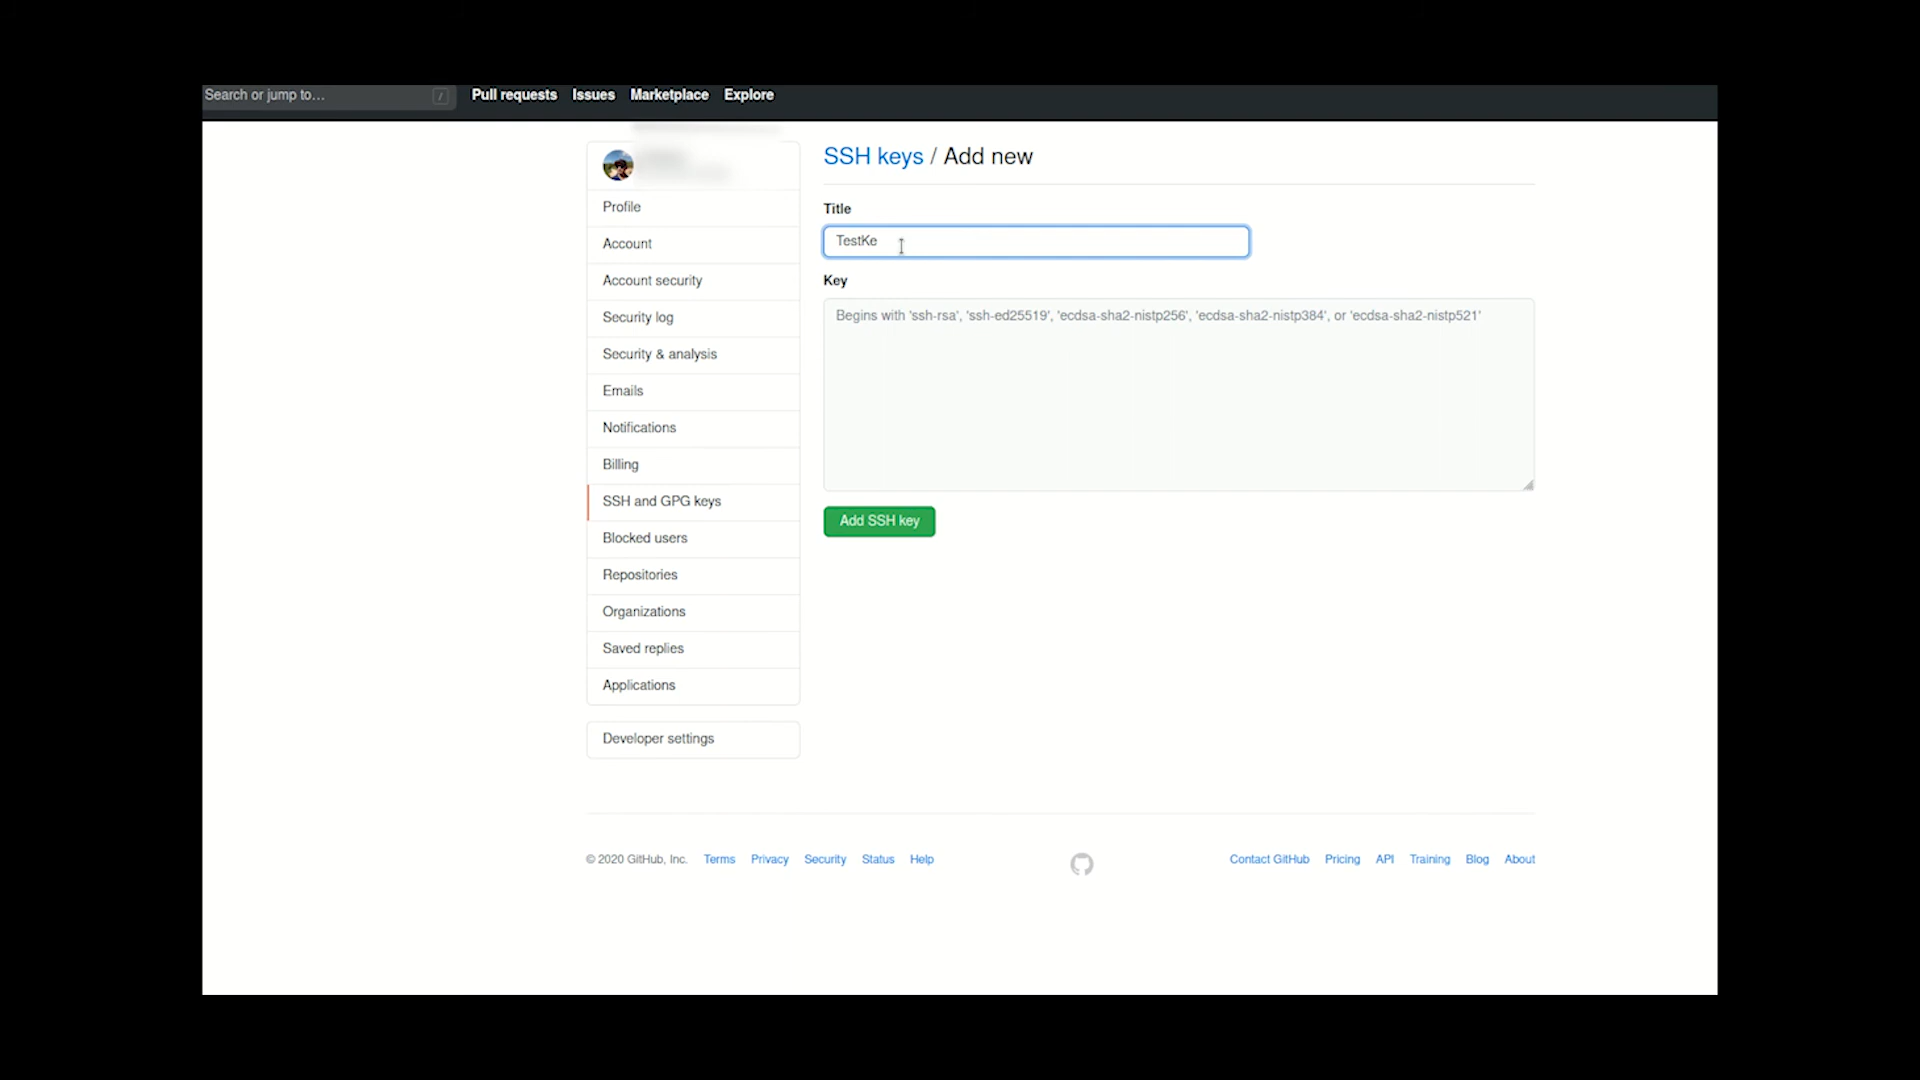 Search or jump to... /
Pull requests Issues Marketplace Explore
SSH keys / Add new
Profile
Account
Account security
Security log
Security & analysis
Emails
Notifications
Billing
SSH and GPG keys
Blocked users
Repositories
Organizations
Saved replies
Applications
Developer settings
Title
TestKe
Key
Begins with 'ssh-rsa', 'ssh-ed25519', 'ecdsa-sha2-nistp256', 'ecdsa-sha2-nistp384', or 'ecdsa-sha2-nistp521'
Add SSH key
© 2020 GitHub, Inc. Terms Privacy Security Status Help
Contact GitHub Pricing API Training Blog About